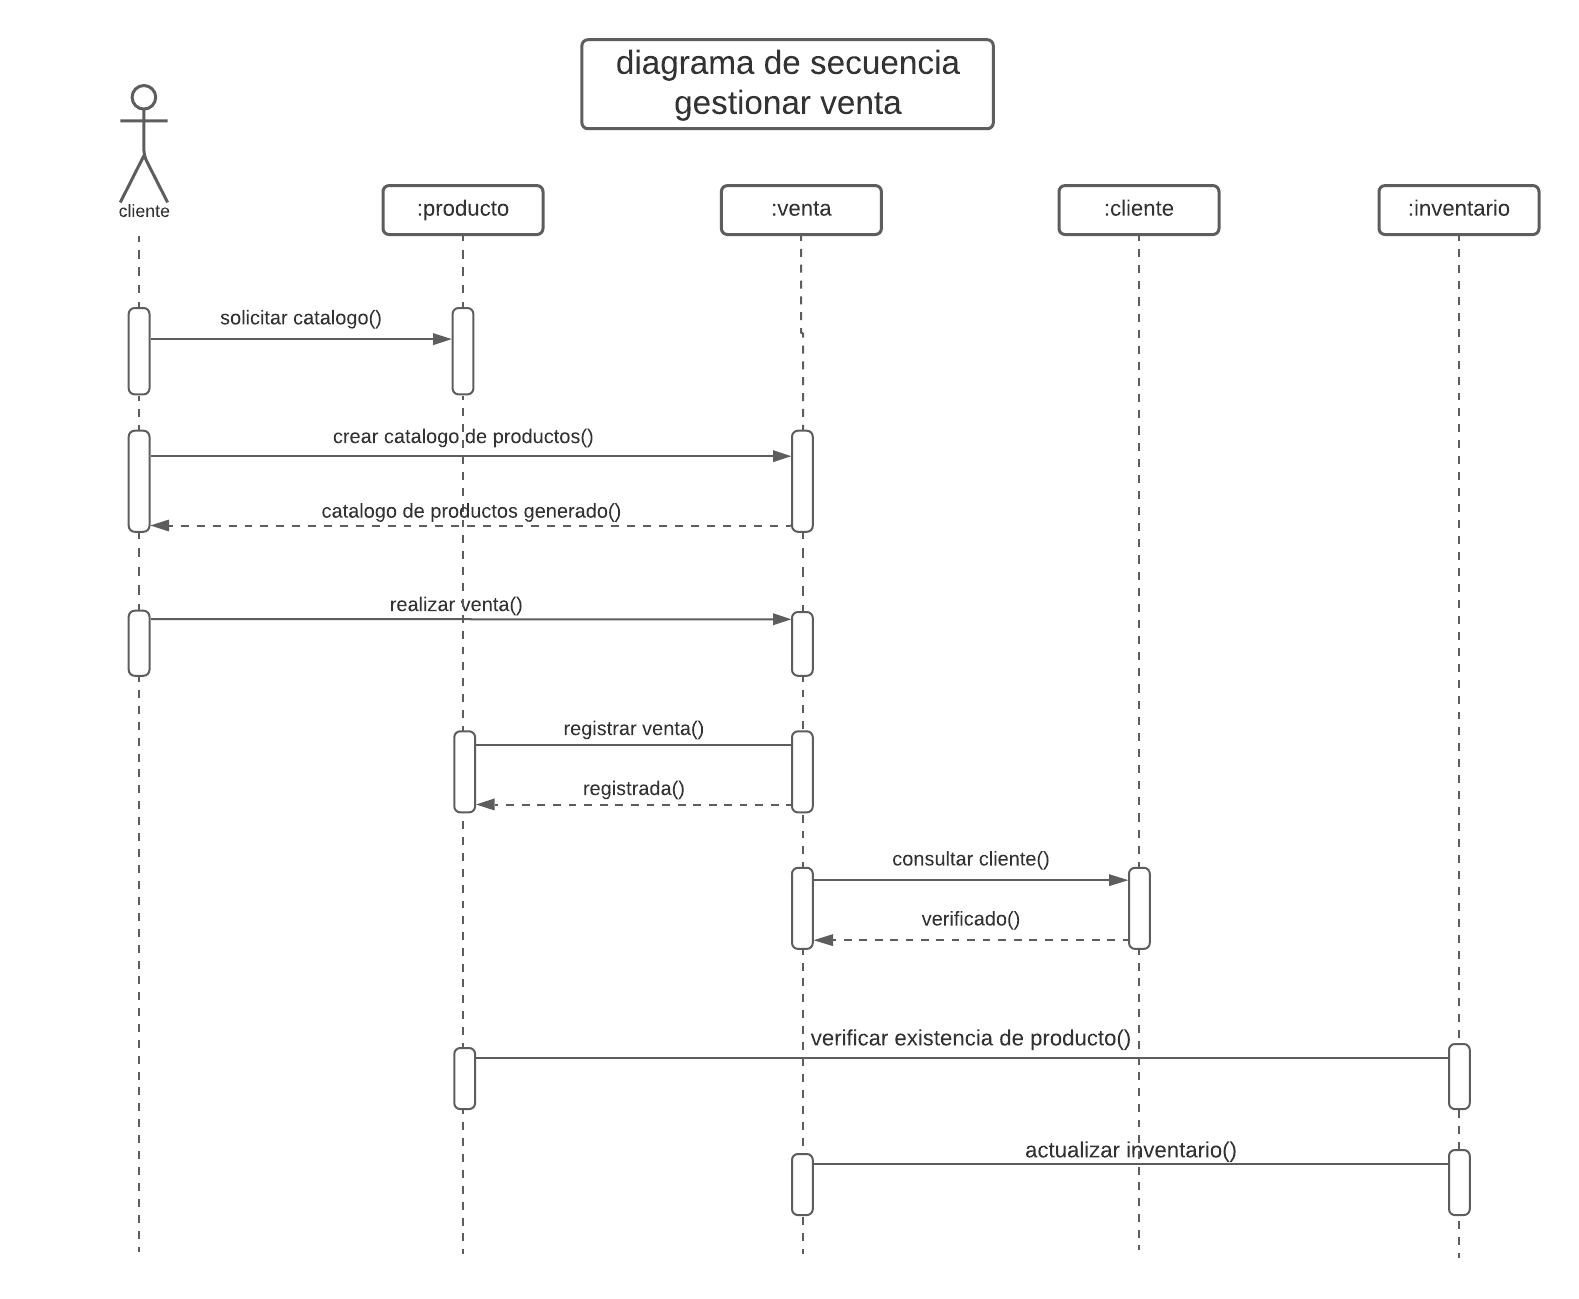 diagrama de secuencia
gestionar venta
cliente
:producto
:venta
:cliente
:inventario
solicitar catalogo()
crear catalogo de productos()
catalogo de productos generado()
realizar venta()
registrar venta()
registrada()
consultar cliente()
verificado()
verificar existencia de producto()
actualizar inventario()